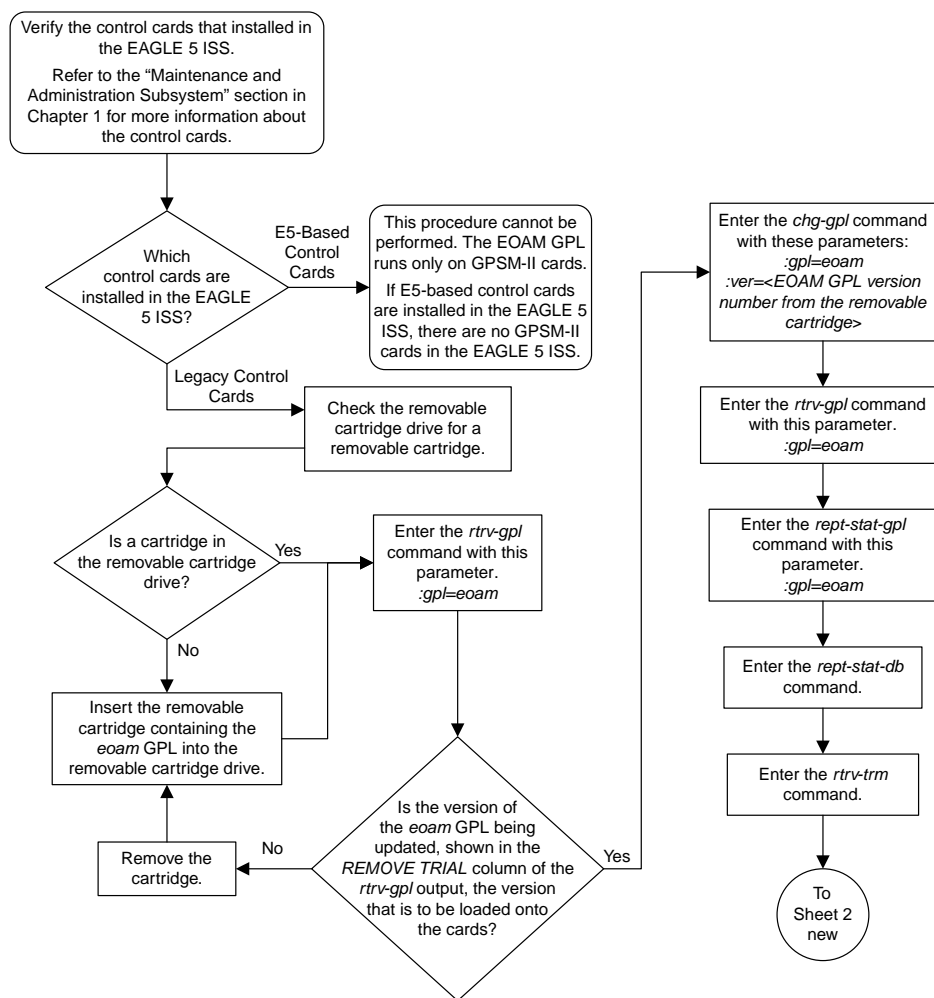 Verify the control cards that installed in
the EAGLE 5 ISS.
Refer to the “Maintenance and
Administration Subsystem” section in
Chapter 1 for more information about
the control cards.
Which
control cards are
installed in the EAGLE
5 ISS?
E5-Based
Control
Cards
This procedure cannot be
performed. The EOAM GPL
runs only on GPSM-II cards.
If E5-based control cards
are installed in the EAGLE 5
ISS, there are no GPSM-II
cards in the EAGLE 5 ISS.
Legacy Control
Cards
Check the removable
cartridge drive for a
removable cartridge.
Is a cartridge in
the removable cartridge
drive?
Yes
No
Insert the removable
cartridge containing the
eoam GPL into the
removable cartridge drive.
Remove the
cartridge.
Enter the rtrv-gpl
command with this
parameter.
:gpl=eoam
Is the version of
the eoam GPL being
updated, shown in the
REMOVE TRIAL column of the
rtrv-gpl output, the version
that is to be loaded onto
the cards?
No
Yes
Enter the chg-gpl command
with these parameters:
:gpl=eoam
:ver=<EOAM GPL version
number from the removable
cartridge>
Enter the rtrv-gpl command
with this parameter.
:gpl=eoam
Enter the rept-stat-gpl
command with this
parameter.
:gpl=eoam
Enter the rept-stat-db
command.
Enter the rtrv-trm
command.
To
Sheet 2
new